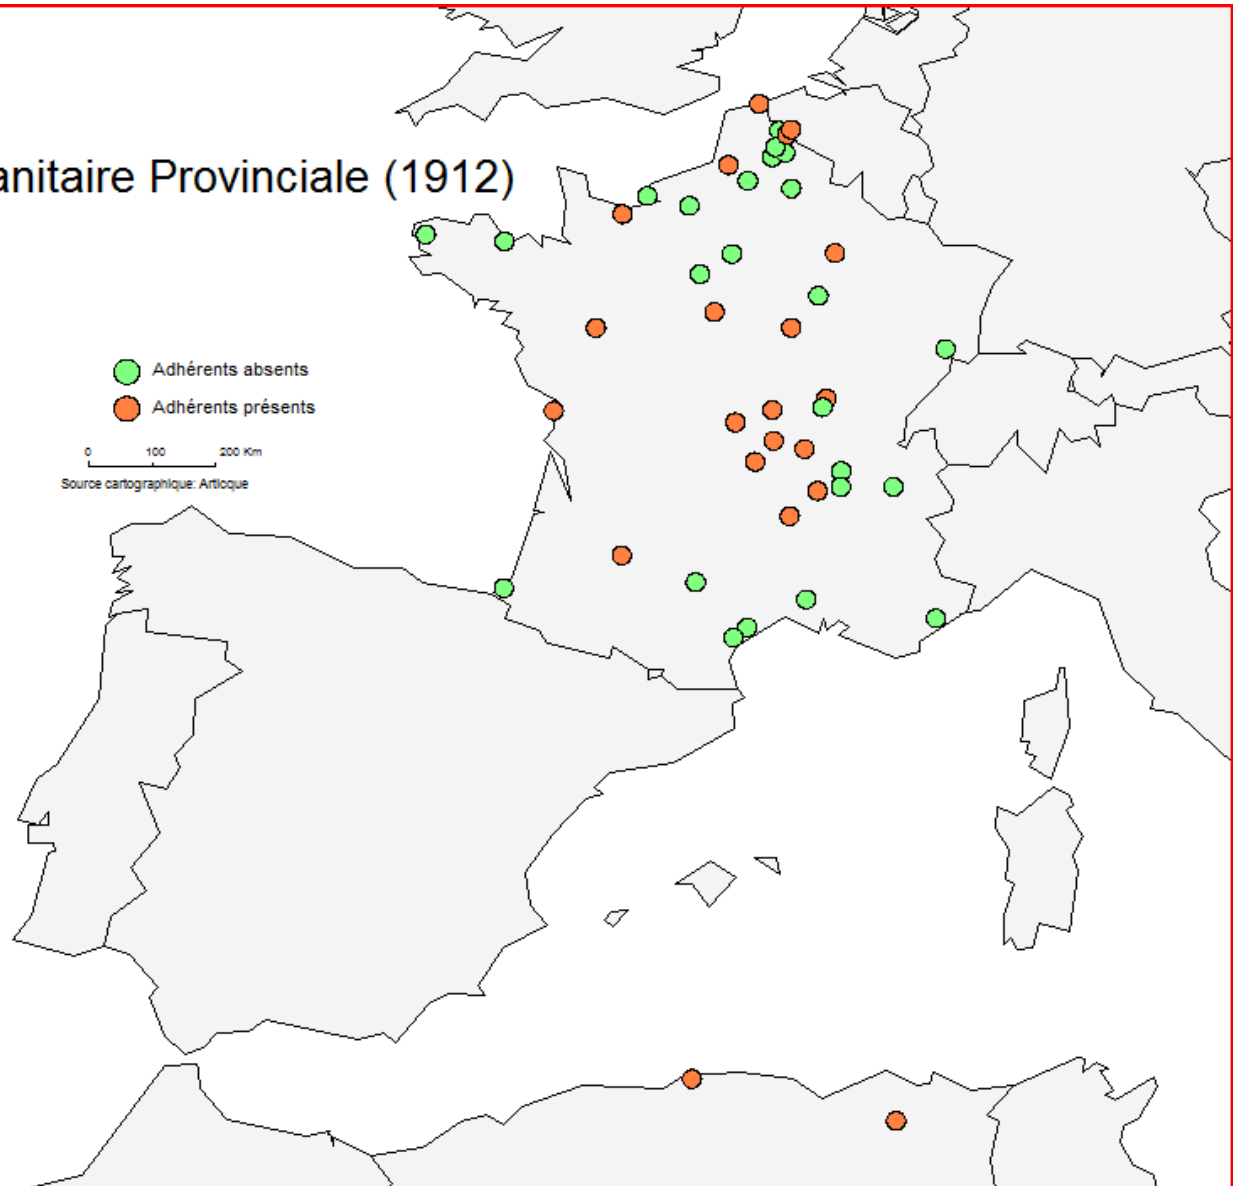 anitaire Provinciale (1912)
Adhérents absents
Adhérents présents
0 100 200 Km
Source cartographique: Articque